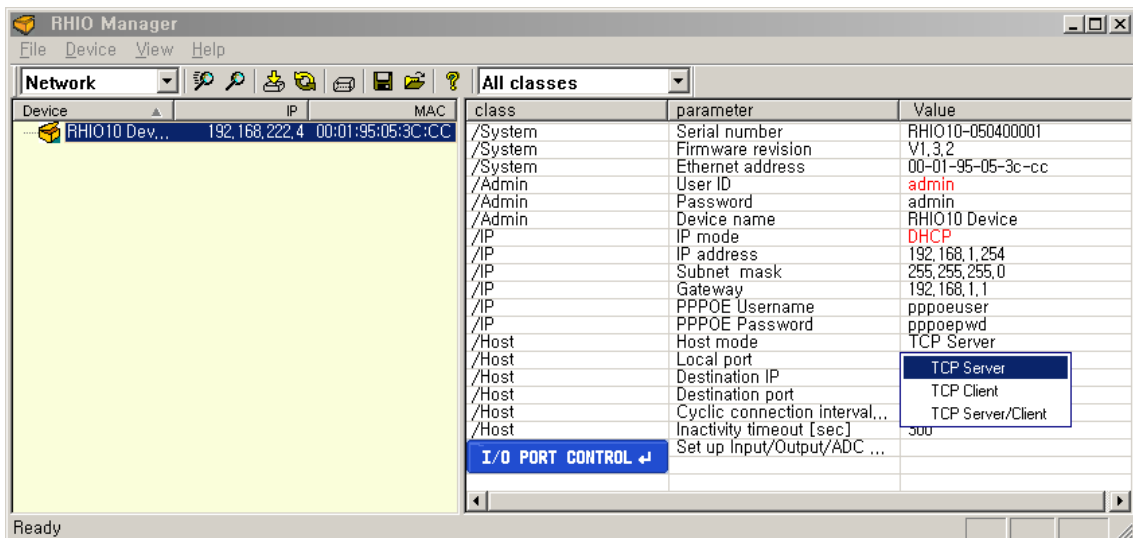 RHIO Manager
File Device View Help
Network All classes
Device IP MAC class parameter Value
RHIO10 Dev... 192,168,222,4 00:01:95:05:3C:CC
/System Serial number RHIO10-050400001
/System Firmware revision V1,3,2
/System Ethernet address 00-01-95-05-3c-cc
/Admin User ID admin
/Admin Password admin
/Admin Device name RHIO10 Device
/IP IP mode DHCP
/IP IP address 192,168,1,254
/IP Subnet mask 255,255,255,0
/IP Gateway 192,168,1,1
/IP PPPOE Username pppoeuser
/IP PPPOE Password pppoepwd
/Host Host mode TCP Server
/Host Local port
/Host Destination IP
/Host Destination port
/Host Cyclic connection interval...
/Host Inactivity timeout [sec] 300
Set up Input/Output/ADC ...
TCP Server
TCP Client
TCP Server/Client
I/O PORT CONTROL ↵
Ready